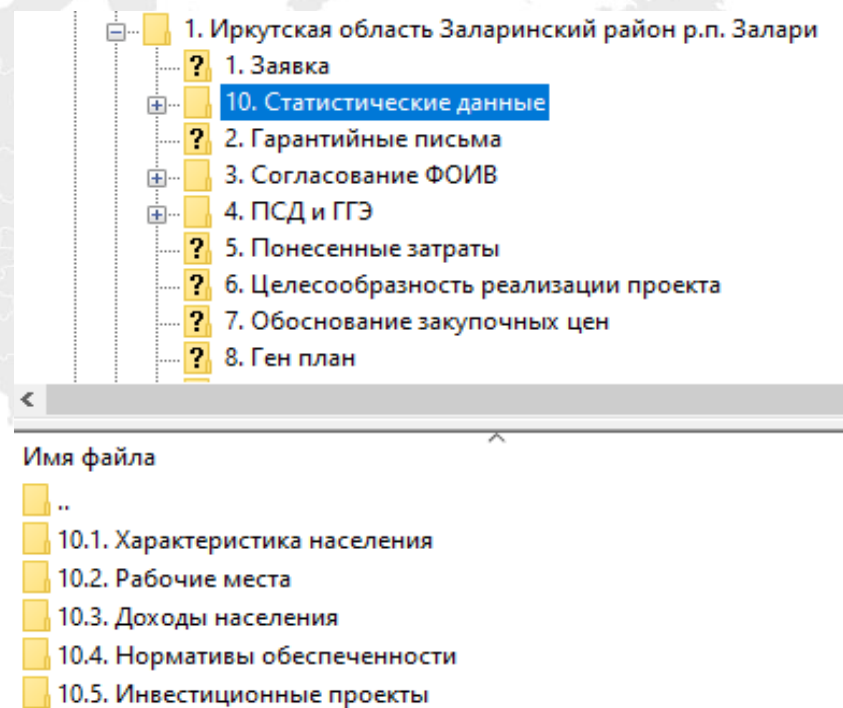 1. Иркутская область Заларинский район р.п. Залари
? 1. Заявка
10. Статистические данные
? 2. Гарантийные письма
3. Согласование ФОИВ
4. ПСД и ГГЭ
? 5. Понесенные затраты
? 6. Целесообразность реализации проекта
? 7. Обоснование закупочных цен
? 8. Ген план
Имя файла
..
10.1. Характеристика населения
10.2. Рабочие места
10.3. Доходы населения
10.4. Нормативы обеспеченности
10.5. Инвестиционные проекты